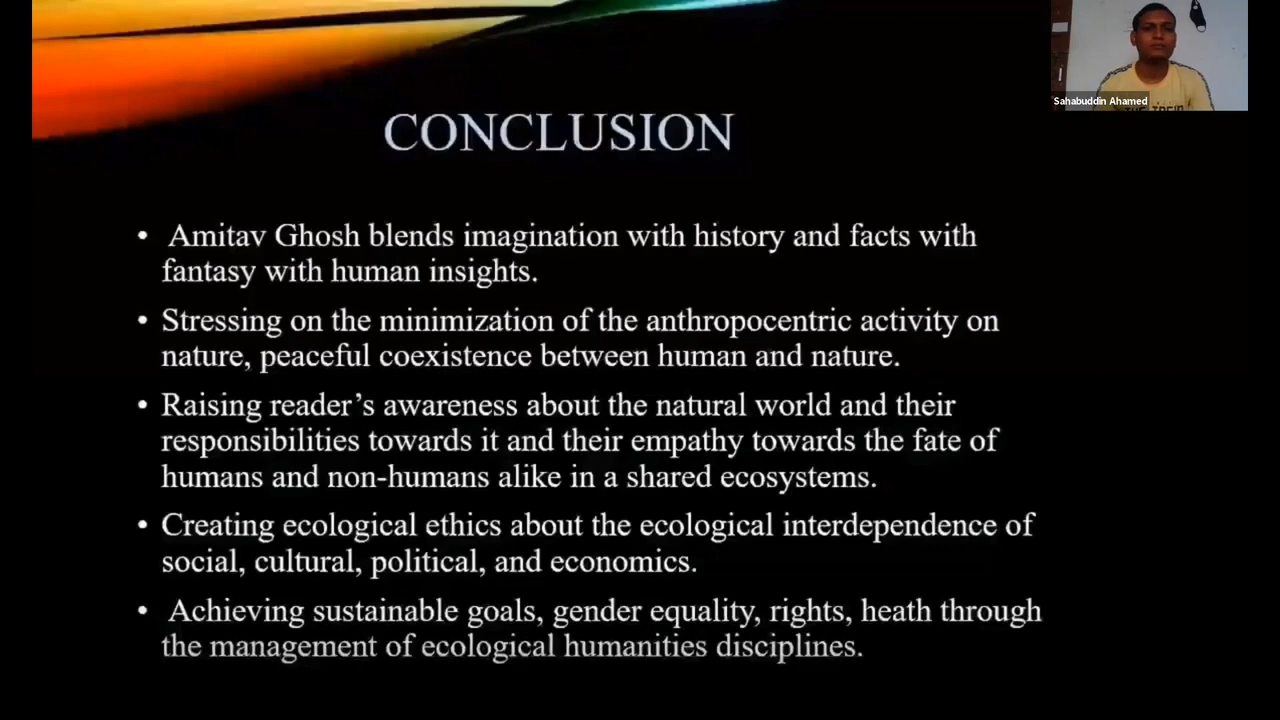 Sahabuddin Ahamed
CONCLUSION
• Amitav Ghosh blends imagination with history and facts with
fantasy with human insights.
• Stressing on the minimization of the anthropocentric activity on
nature, peaceful coexistence between human and nature.
• Raising reader’s awareness about the natural world and their
responsibilities towards it and their empathy towards the fate of
humans and non-humans alike in a shared ecosystems.
• Creating ecological ethics about the ecological interdependence of
social, cultural, political, and economics.
• Achieving sustainable goals, gender equality, rights, heath through
the management of ecological humanities disciplines.